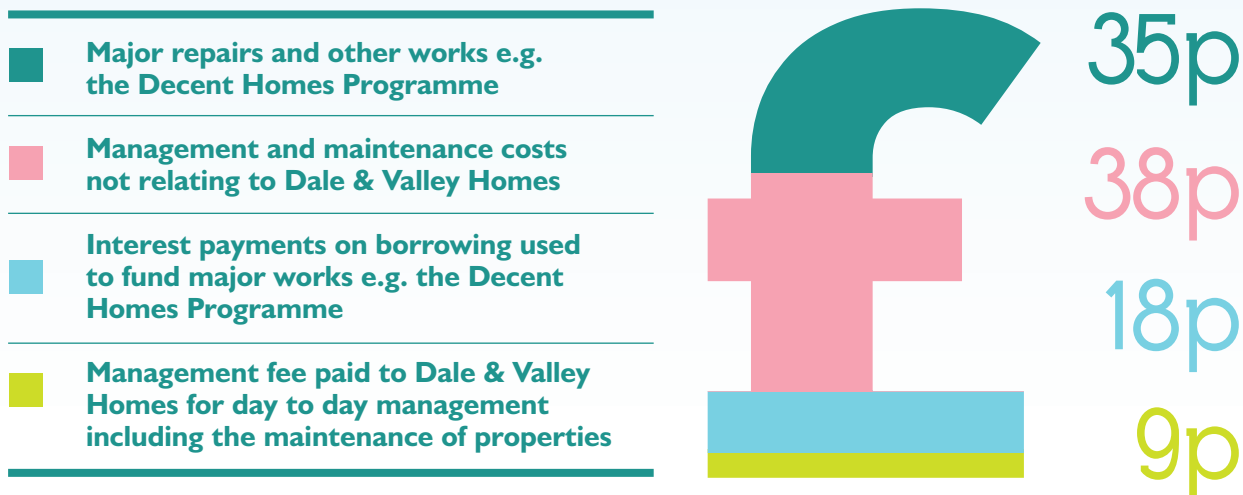 Major repairs and other works e.g.
the Decent Homes Programme
35p
Management and maintenance costs
not relating to Dale & Valley Homes
38p
Interest payments on borrowing used
to fund major works e.g. the Decent
Homes Programme
18p
Management fee paid to Dale & Valley
Homes for day to day management
including the maintenance of properties
9p
£